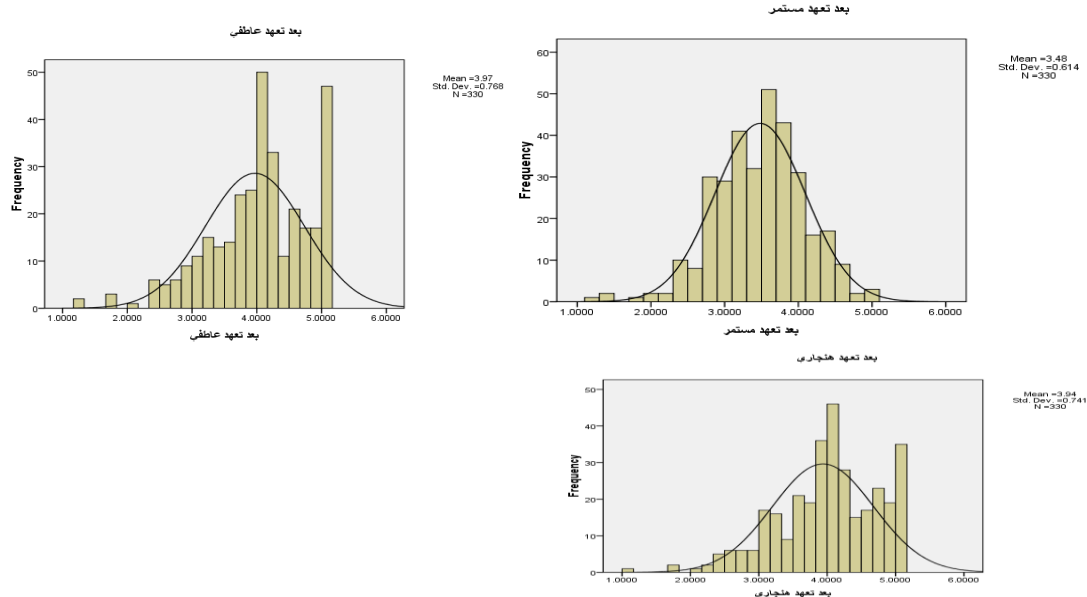 بعد تعهد عاطفي
Mean =3.97
Std. Dev. =0.768
N =330
50
40
30
20
10
0
Frequency
1.0000 2.0000 3.0000 4.0000 5.0000 6.0000
بعد تعهد عاطفي
بعد تعهد مستمر
Mean =3.48
Std. Dev. =0.614
N =330
60
50
40
30
20
10
0
Frequency
1.0000 2.0000 3.0000 4.0000 5.0000 6.0000
بعد تعهد مستمر
بعد تعهد هنجاري
Mean =3.94
Std. Dev. =0.741
N =330
50
40
30
20
10
0
Frequency
1.0000 2.0000 3.0000 4.0000 5.0000 6.0000
بعد تعهد هنجاري